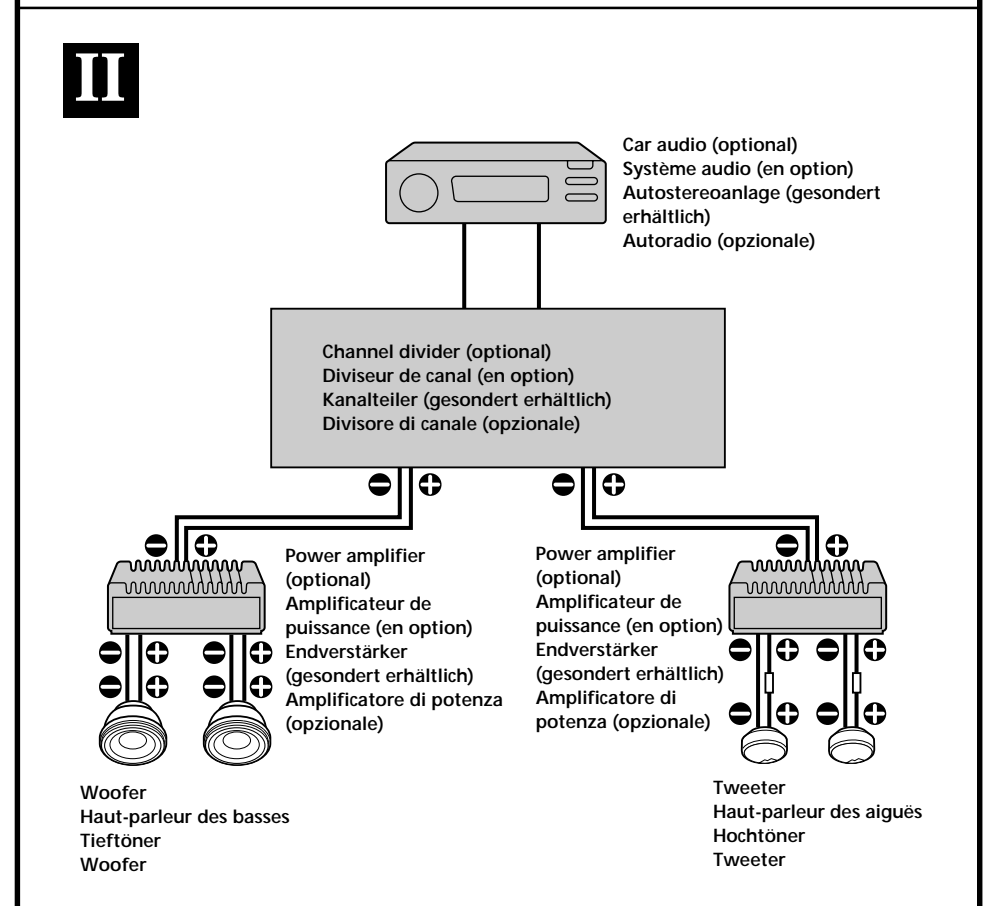 II
Car audio (optional)
Système audio (en option)
Autostereoanlage (gesondert
erhältlich)
Autoradio (opzionale)
Channel divider (optional)
Diviseur de canal (en option)
Kanalteiler (gesondert erhältlich)
Divisore di canale (opzionale)
Power amplifier
(optional)
Amplificateur de
puissance (en option)
Endverstärker
(gesondert erhältlich)
Amplificatore di potenza
(opzionale)
Power amplifier
(optional)
Amplificateur de
puissance (en option)
Endverstärker
(gesondert erhältlich)
Amplificatore di
potenza (opzionale)
Woofer
Haut-parleur des basses
Tieftöner
Woofer
Tweeter
Haut-parleur des aiguës
Hochtöner
Tweeter